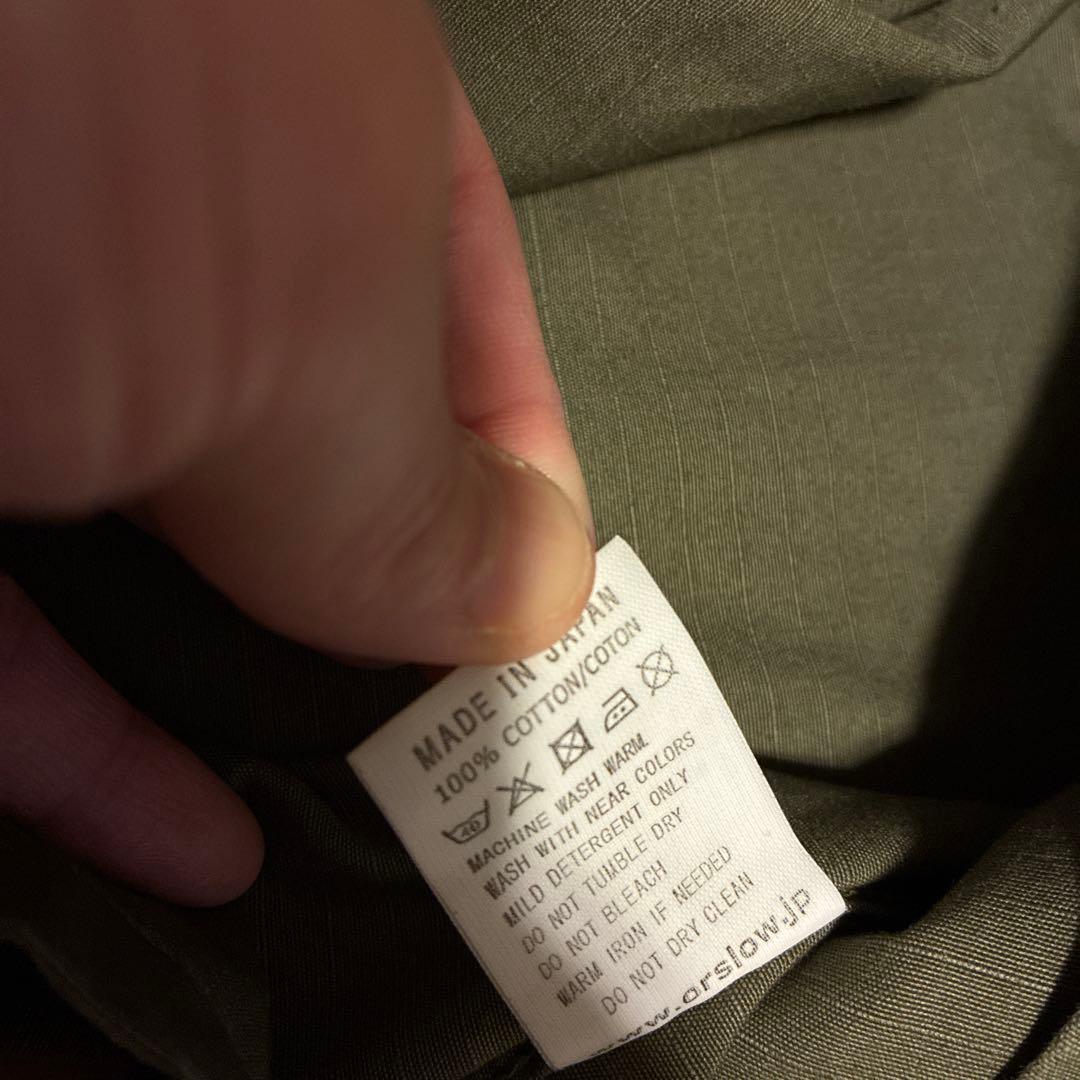 MADE IN JAPAN
100% COTTON/COTON
40
MACHINE WASH WARM
WASH WITH NEAR COLORS
MILD DETERGENT ONLY
DO NOT TUMBLE DRY
DO NOT BLEACH
WARM IRON IF NEEDED
DO NOT DRY CLEAN
www.orslow.jp